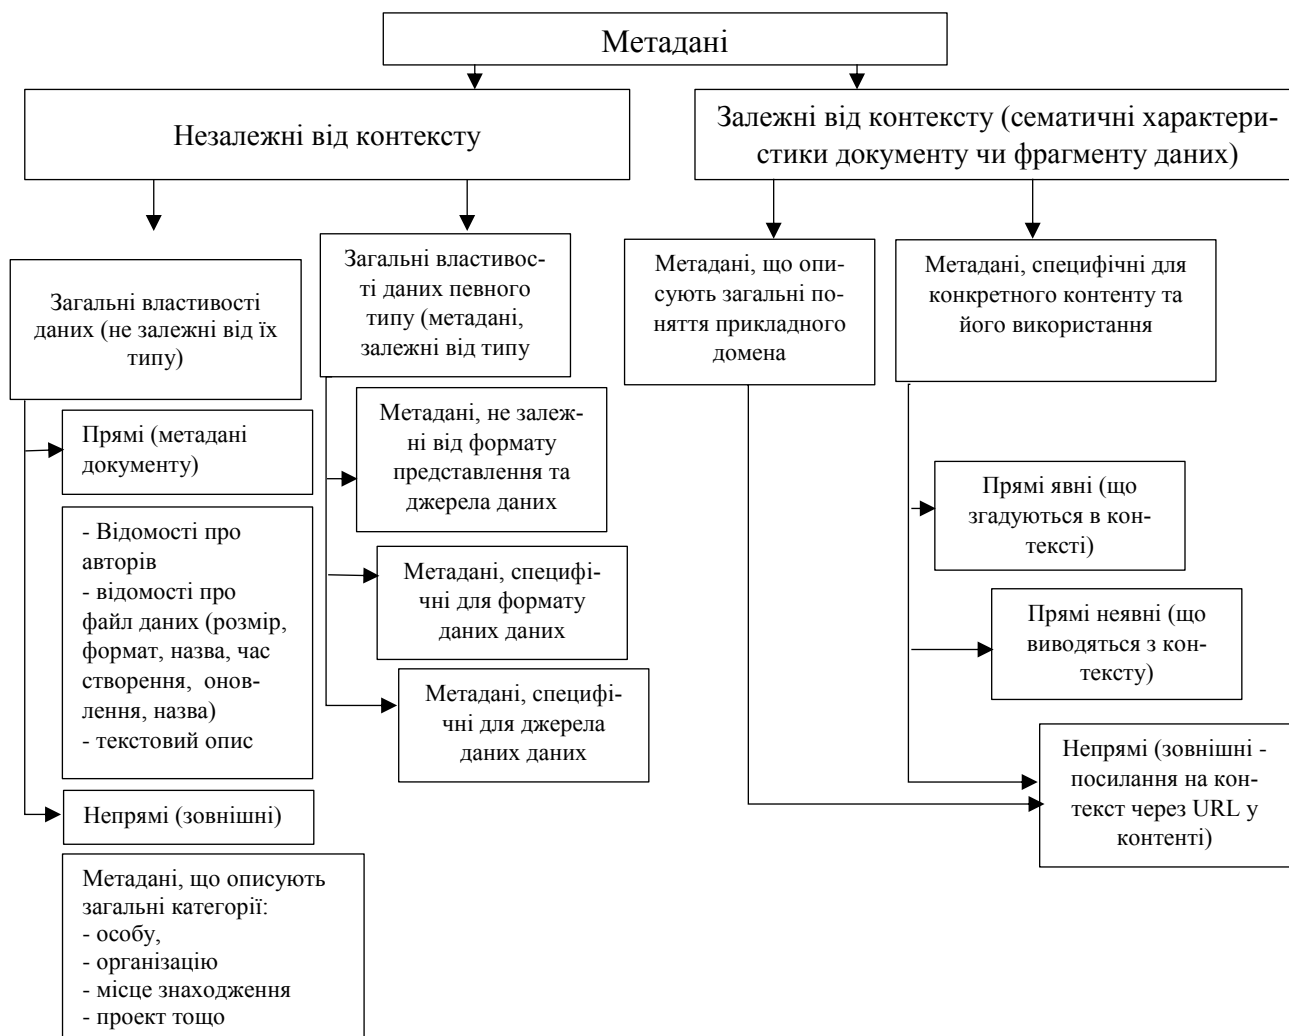 Метадані
Незалежні від контексту
Залежні від контексту (сематичні характери-
стики документу чи фрагменту даних)
Загальні властивості
даних (не залежні від їх
типу)
Загальні властивос-
ті даних певного
типу (метадані,
залежні від типу
Метадані, що опи-
сують загальні по-
няття прикладного
домена
Метадані, специфічні для
конкретного контенту та
його використання
Прямі (метадані
документу)
- Відомості про
авторів
- відомості про
файл даних (розмір,
формат, назва, час
створення,  онов-
лення, назва)
- текстовий опис
Непрямі (зовнішні)
Метадані, що описують
загальні категорії:
- особу,
- організацію
- місце знаходження
- проект тощо
Метадані, не залеж-
ні від формату
представлення та
джерела даних
Метадані, специфі-
чні для формату
даних даних
Метадані, специфі-
чні для джерела
даних даних
Прямі явні (що
згадуються в кон-
тексті)
Прямі неявні (що
виводяться з кон-
тексту)
Непрямі (зовнішні -
посилання на кон-
текст через URL у
контенті)